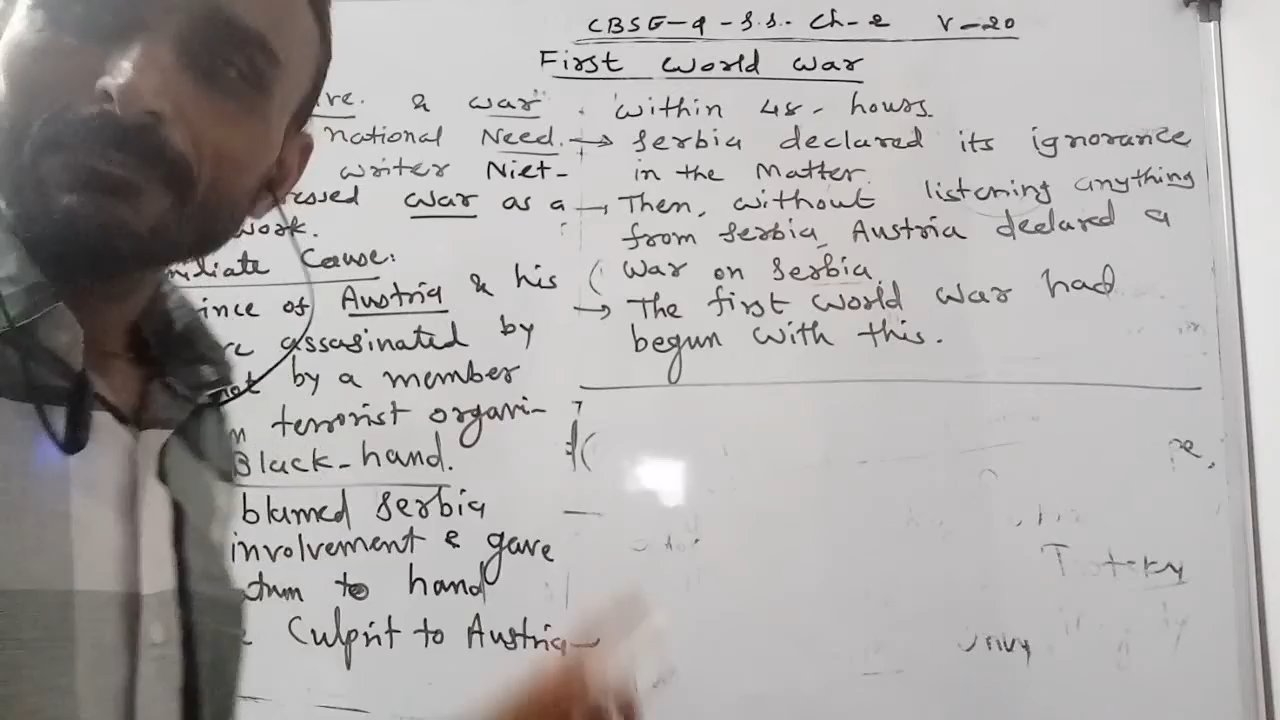 CBSE-9-S.S.- Ch-2 V-20
First World War
& war"
national Need.
writer Niet-
war as a
work.
Cause:
of Austria & his
assasinated by
by a member
terrorist organi-
Black-hand.
blamed Serbia
involvement & gave
to hand
Culprit to Austria
within 48- hours.
→ Serbia declared its ignorance
in the Matter.
→ Then, without listening anything
from Serbia, Austria declared a
war on Serbia.
→ The first world war had
begun with this.